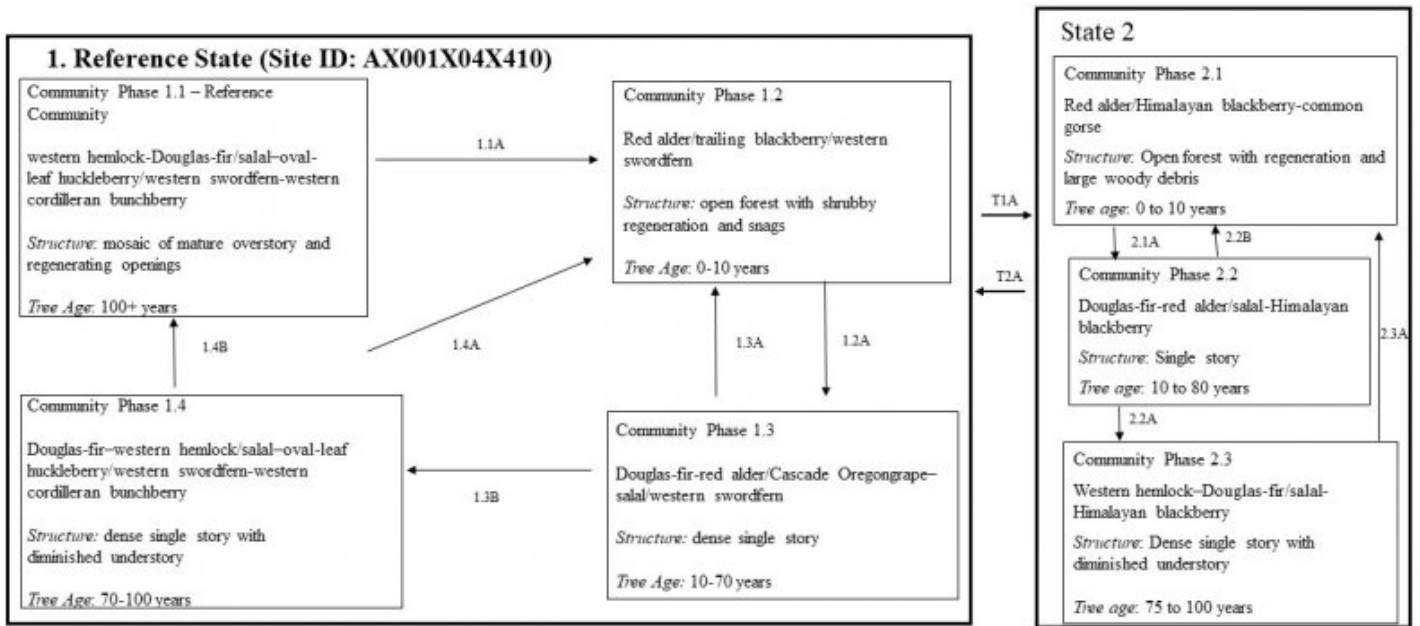 1. Reference State (Site ID: AX001X04X410)
Community Phase 1.1 – Reference
Community
western hemlock-Douglas-fir/salal–oval-
leaf huckleberry/western swordfern-western
cordilleran bunchberry
Structure: mosaic of mature overstory and
regenerating openings
Tree Age: 100+ years
1.1A
Community Phase 1.2
Red alder/trailing blackberry/western
swordfern
Structure: open forest with shrubby
regeneration and snags
Tree Age: 0-10 years
1.4B
1.4A
1.3A
1.2A
Community Phase 1.4
Douglas-fir–western hemlock/salal–oval-leaf
huckleberry/western swordfern-western
cordilleran bunchberry
Structure: dense single story with
diminished understory
Tree Age: 70-100 years
1.3B
Community Phase 1.3
Douglas-fir-red alder/Cascade Oregongrape–
salal/western swordfern
Structure: dense single story
Tree Age: 10-70 years
T1A
T2A
State 2
Community Phase 2.1
Red alder/Himalayan blackberry-common
gorse
Structure: Open forest with regeneration and
large woody debris
Tree age: 0 to 10 years
2.1A
2.2B
Community Phase 2.2
Douglas-fir-red alder/salal-Himalayan
blackberry
Structure: Single story
Tree age: 10 to 80 years
2.3A
2.2A
Community Phase 2.3
Western hemlock–Douglas-fir/salal-
Himalayan blackberry
Structure: Dense single story with
diminished understory
Tree age: 75 to 100 years